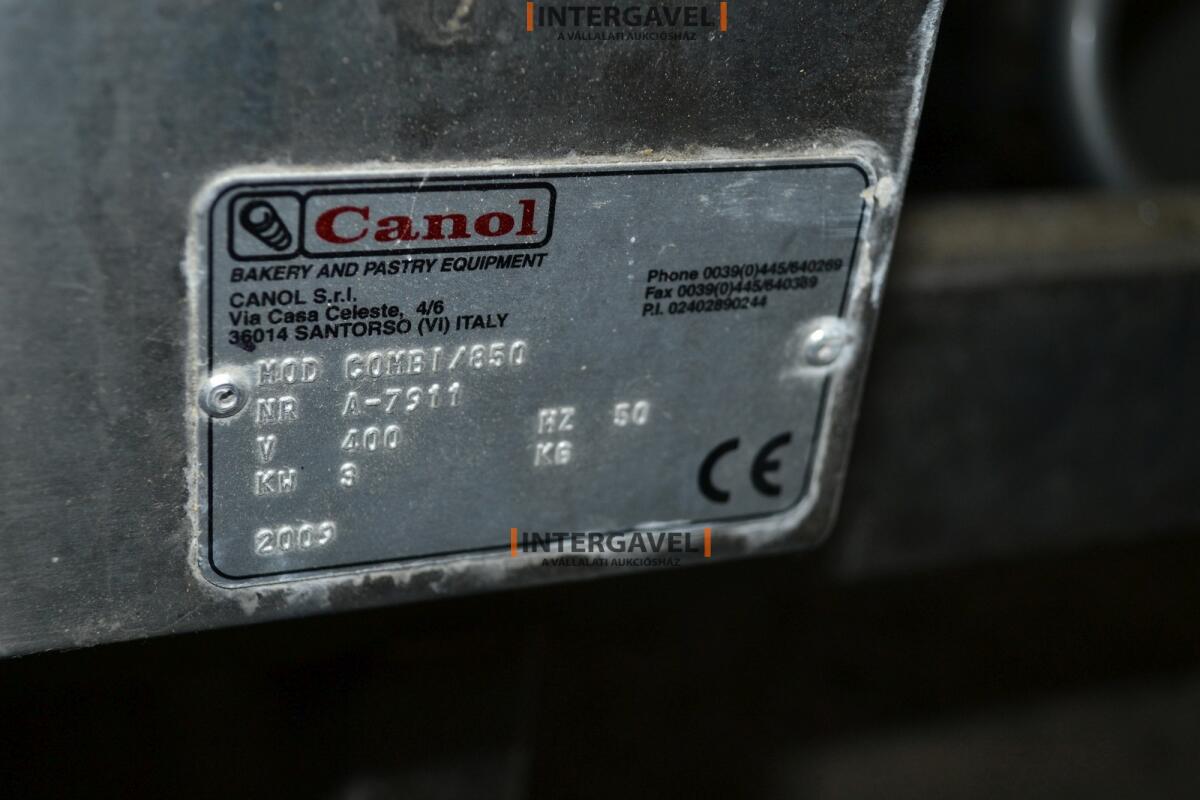 INTERGAVEL
A VÁLLALATI AUKCIÓSHÁZ
Canol
BAKERY AND PASTRY EQUIPMENT
CANOL S.r.l.
Via Casa Celeste, 4/6
36014 SANTORSO (VI) ITALY
Phone 0039(0)445/640269
Fax 0039(0)445/640389
P.I. 02402890244
MOD COMBI/850
NR A-7911
V 400 HZ 50
KW 3 KG
2009
CE
INTERGAVEL
A VÁLLALATI AUKCIÓSHÁZ